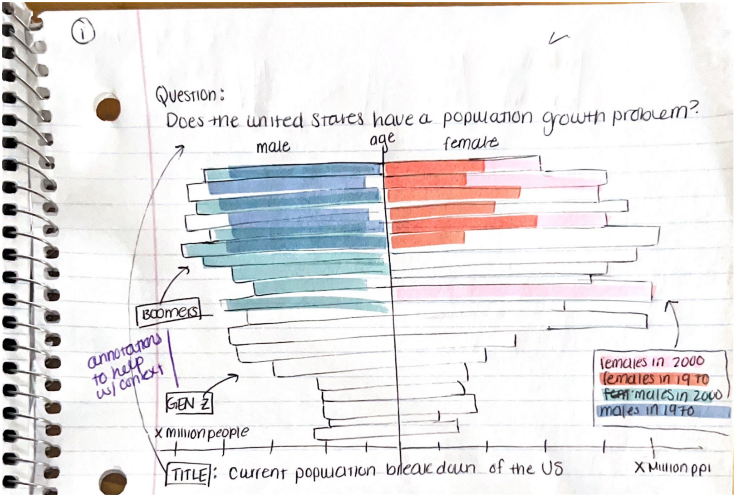 1
Question:
Does the united states have a population growth problem?
male age female
BOOMERS
annotations
to help
w/ context
GEN Z
females in 2000
females in 1970
males in 2000
males in 1970
X million people
TITLE: Current population breakdown of the US
X Million ppl